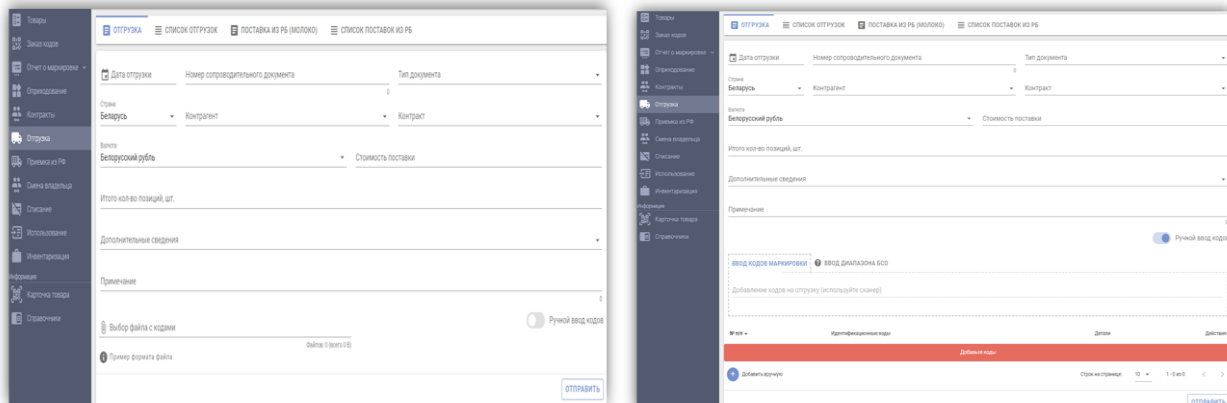 Товары
Заказ кодов
Отчет о маркировке
Оприходование
Контракты
Отгрузка
Приемка из РФ
Смена владельца
Списание
Использование
Инвентаризация
Информация
Карточка товара
Справочники
ОТГРУЗКА СПИСОК ОТГРУЗОК ПОСТАВКА ИЗ РБ (МОЛОКО) СПИСОК ПОСТАВОК ИЗ РБ
Дата отгрузки Номер сопроводительного документа Тип документа
0
Страна
Беларусь Контрагент Контракт
Валюта
Белорусский рубль Стоимость поставки
Итого кол-во позиций, шт.
Дополнительные сведения
Примечание
0
Выбор файла с кодами Ручной ввод кодов
Файлов: 0 (всего 0 B)
Пример формата файла
ОТПРАВИТЬ
Товары
Заказ кодов
Отчет о маркировке
Оприходование
Контракты
Отгрузка
Приемка из РФ
Смена владельца
Списание
Использование
Инвентаризация
Информация
Карточка товара
Справочники
ОТГРУЗКА СПИСОК ОТГРУЗОК ПОСТАВКА ИЗ РБ (МОЛОКО) СПИСОК ПОСТАВОК ИЗ РБ
Дата отгрузки Номер сопроводительного документа Тип документа
0
Страна
Беларусь Контрагент Контракт
Валюта
Белорусский рубль Стоимость поставки
Итого кол-во позиций, шт.
Дополнительные сведения
Примечание
0
Ручной ввод кодов
ВВОД КОДОВ МАРКИРОВКИ ВВОД ДИАПАЗОНА БСО
Добавление кодов на отгрузку (используйте сканер)
№ п/п Идентификационные коды Детали Действия
Добавьте коды
Добавить вручную Строк на странице: 10 1-0 из 0
ОТПРАВИТЬ